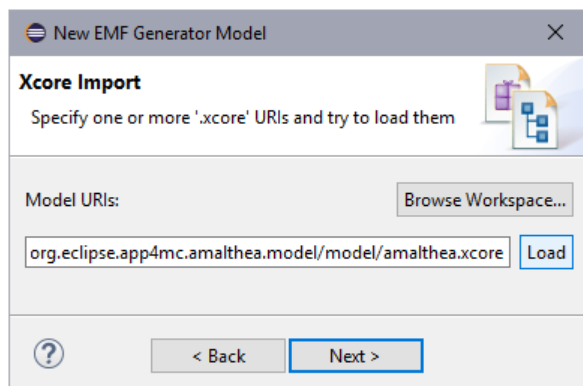 New EMF Generator Model
Xcore Import
Specify one or more '.xcore' URIs and try to load them
Model URIs:
Browse Workspace...
org.eclipse.app4mc.amalthea.model/model/amalthea.xcore
Load
?
< Back
Next >